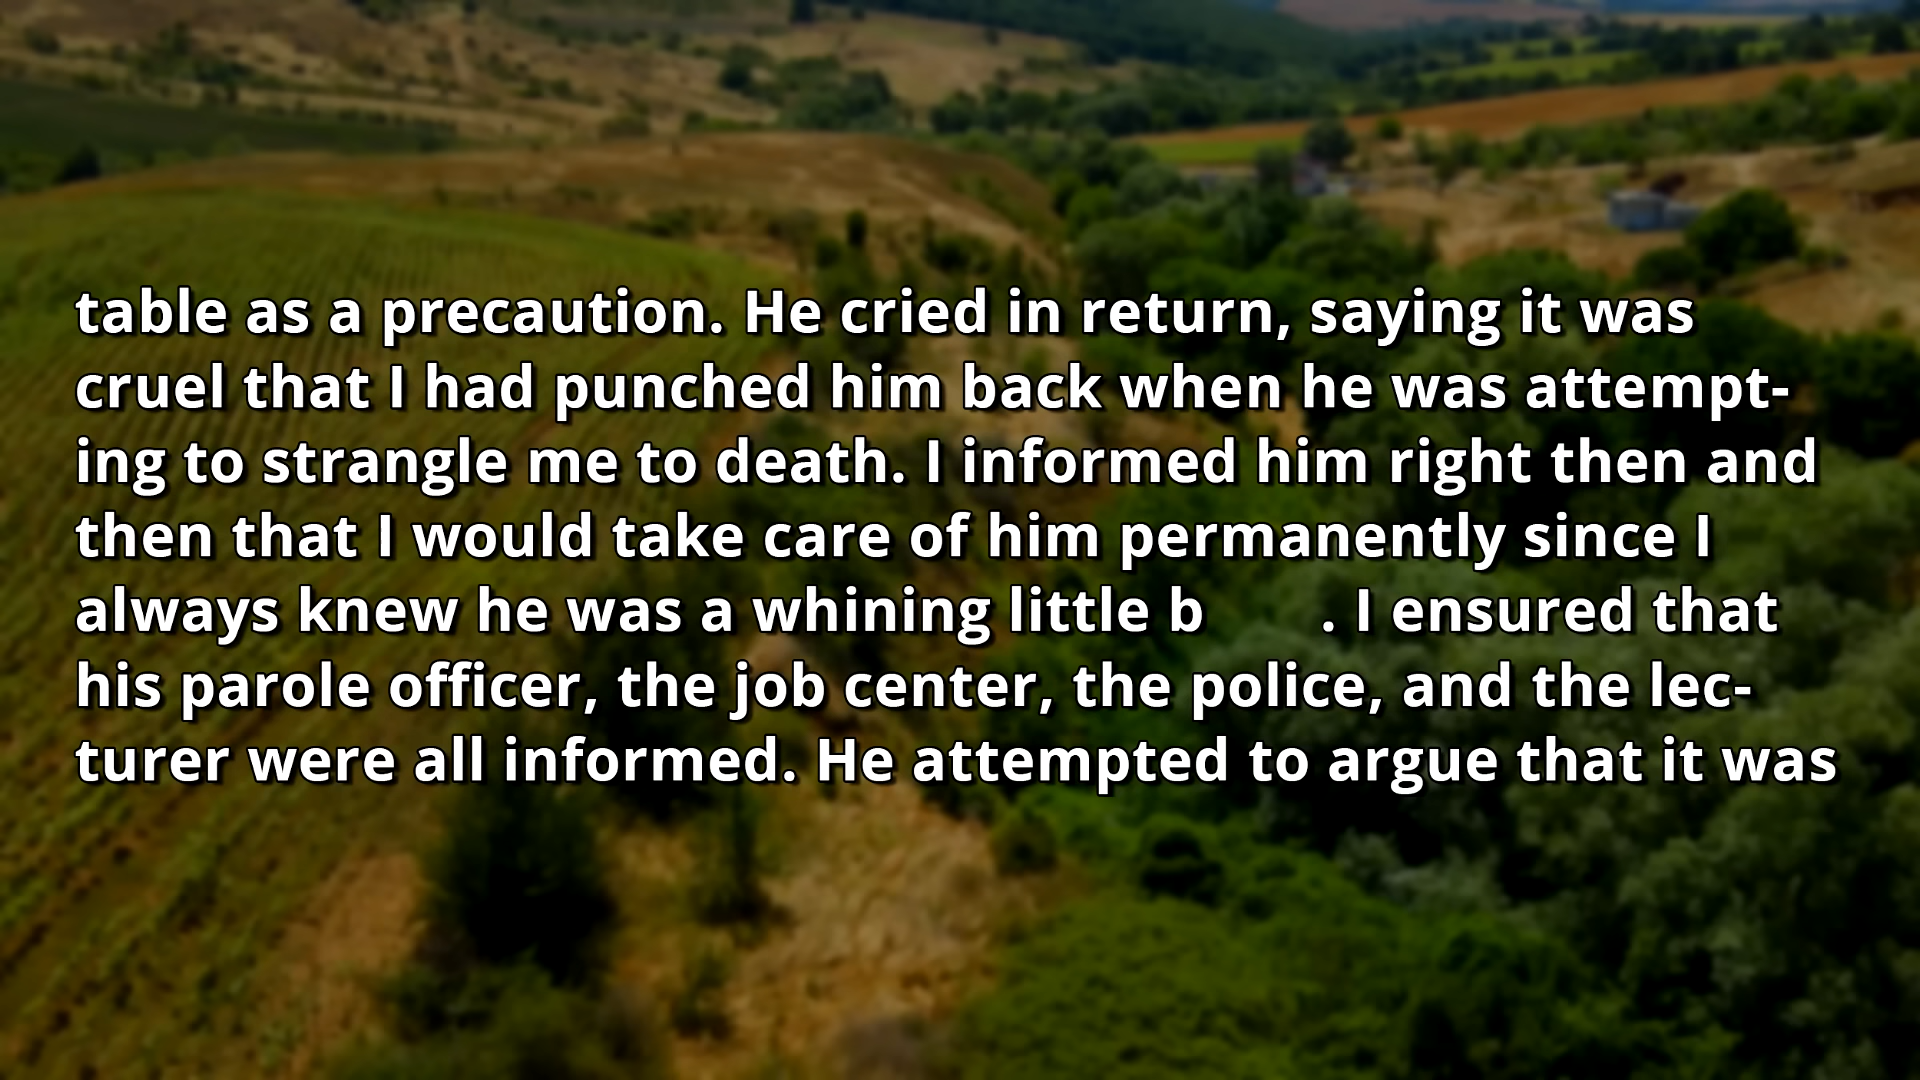 table as a precaution. He cried in return, saying it was
cruel that I had punched him back when he was attempt-
ing to strangle me to death. I informed him right then and
then that I would take care of him permanently since I
always knew he was a whining little b . I ensured that
his parole officer, the job center, the police, and the lec-
turer were all informed. He attempted to argue that it was